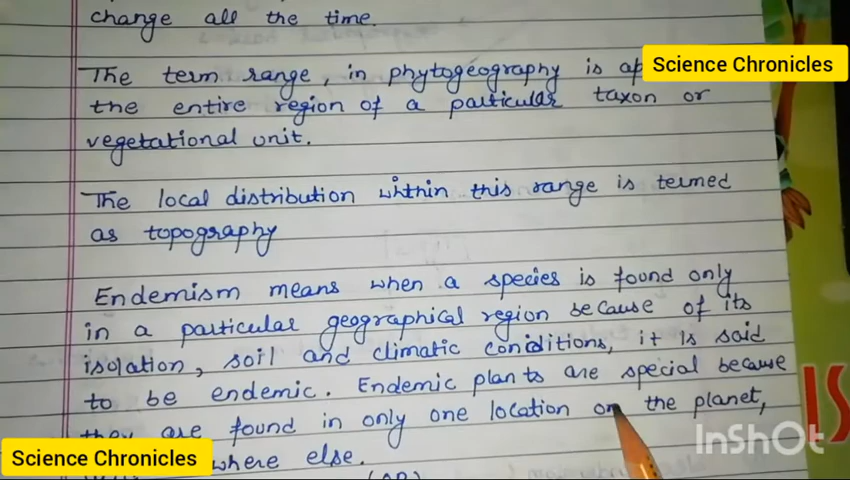 change all the time.
The term range, in phytogeography is
Science Chronicles
the entire region of a particular taxon or
vegetational unit.
The local distribution within this range is termed
as topography
Endemism means when a species is found only
in a particular geographical region because of its
isolation, soil and climatic conditions, it is said
to be endemic. Endemic plants are special because
they are found in only one location on the planet,
InShOt
Science Chronicles
where else.